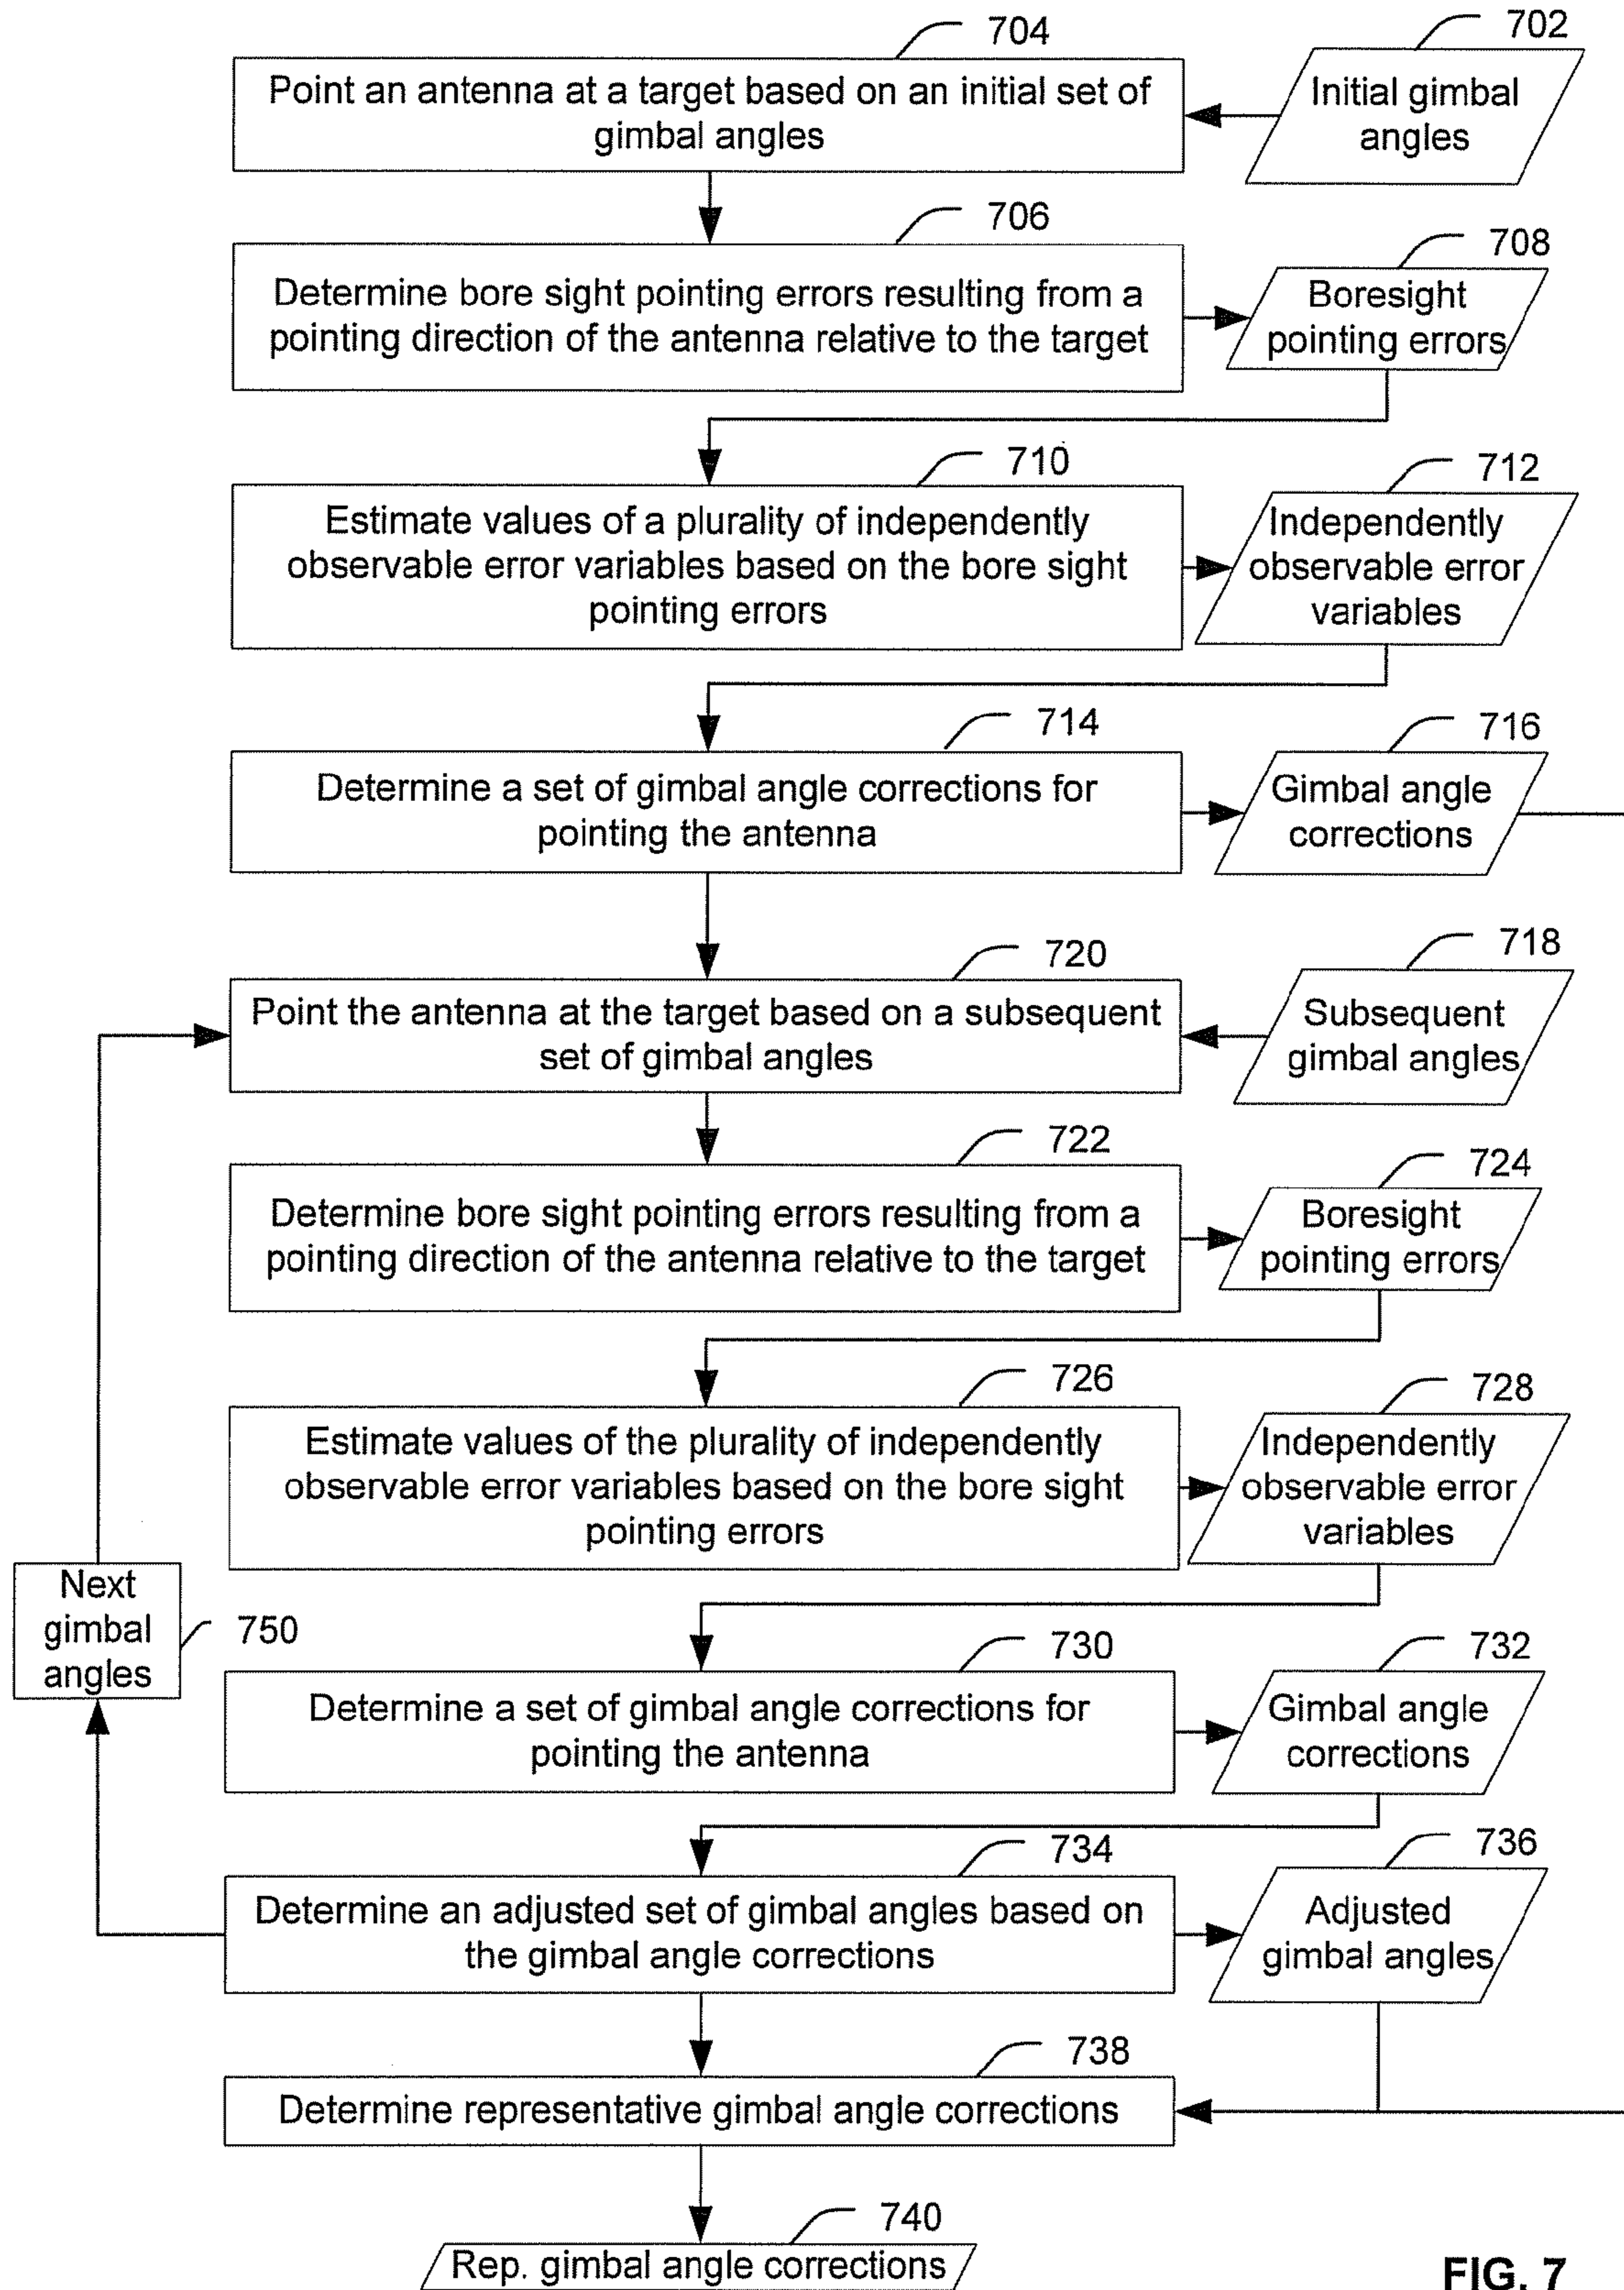 704
702
Point an antenna at a target based on an initial set of
gimbal angles
Initial gimbal
angles
706
708
Determine bore sight pointing errors resulting from a
pointing direction of the antenna relative to the target
Boresight
pointing errors
710
712
Estimate values of a plurality of independently
observable error variables based on the bore sight
pointing errors
Independently
observable error
variables
714
716
Determine a set of gimbal angle corrections for
pointing the antenna
Gimbal angle
corrections
720
718
Point the antenna at the target based on a subsequent
set of gimbal angles
Subsequent
gimbal angles
722
724
Determine bore sight pointing errors resulting from a
pointing direction of the antenna relative to the target
Boresight
pointing errors
726
728
Estimate values of the plurality of independently
observable error variables based on the bore sight
pointing errors
Independently
observable error
variables
Next
gimbal
angles
750
730
732
Determine a set of gimbal angle corrections for
pointing the antenna
Gimbal angle
corrections
734
736
Determine an adjusted set of gimbal angles based on
the gimbal angle corrections
Adjusted
gimbal angles
738
Determine representative gimbal angle corrections
740
Rep. gimbal angle corrections
FIG. 7